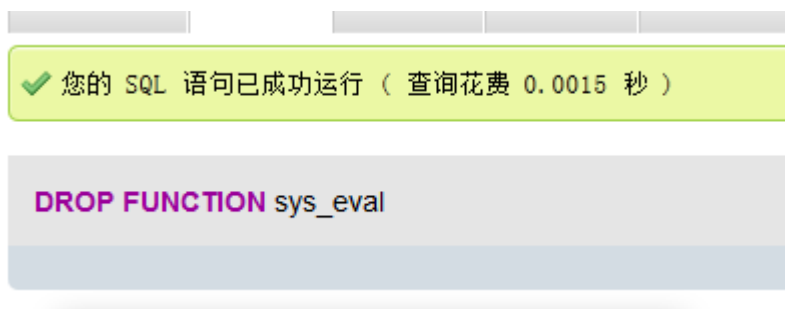 您的 SQL 语句已成功运行 ( 查询花费 0.0015 秒 )
DROP FUNCTION sys_eval